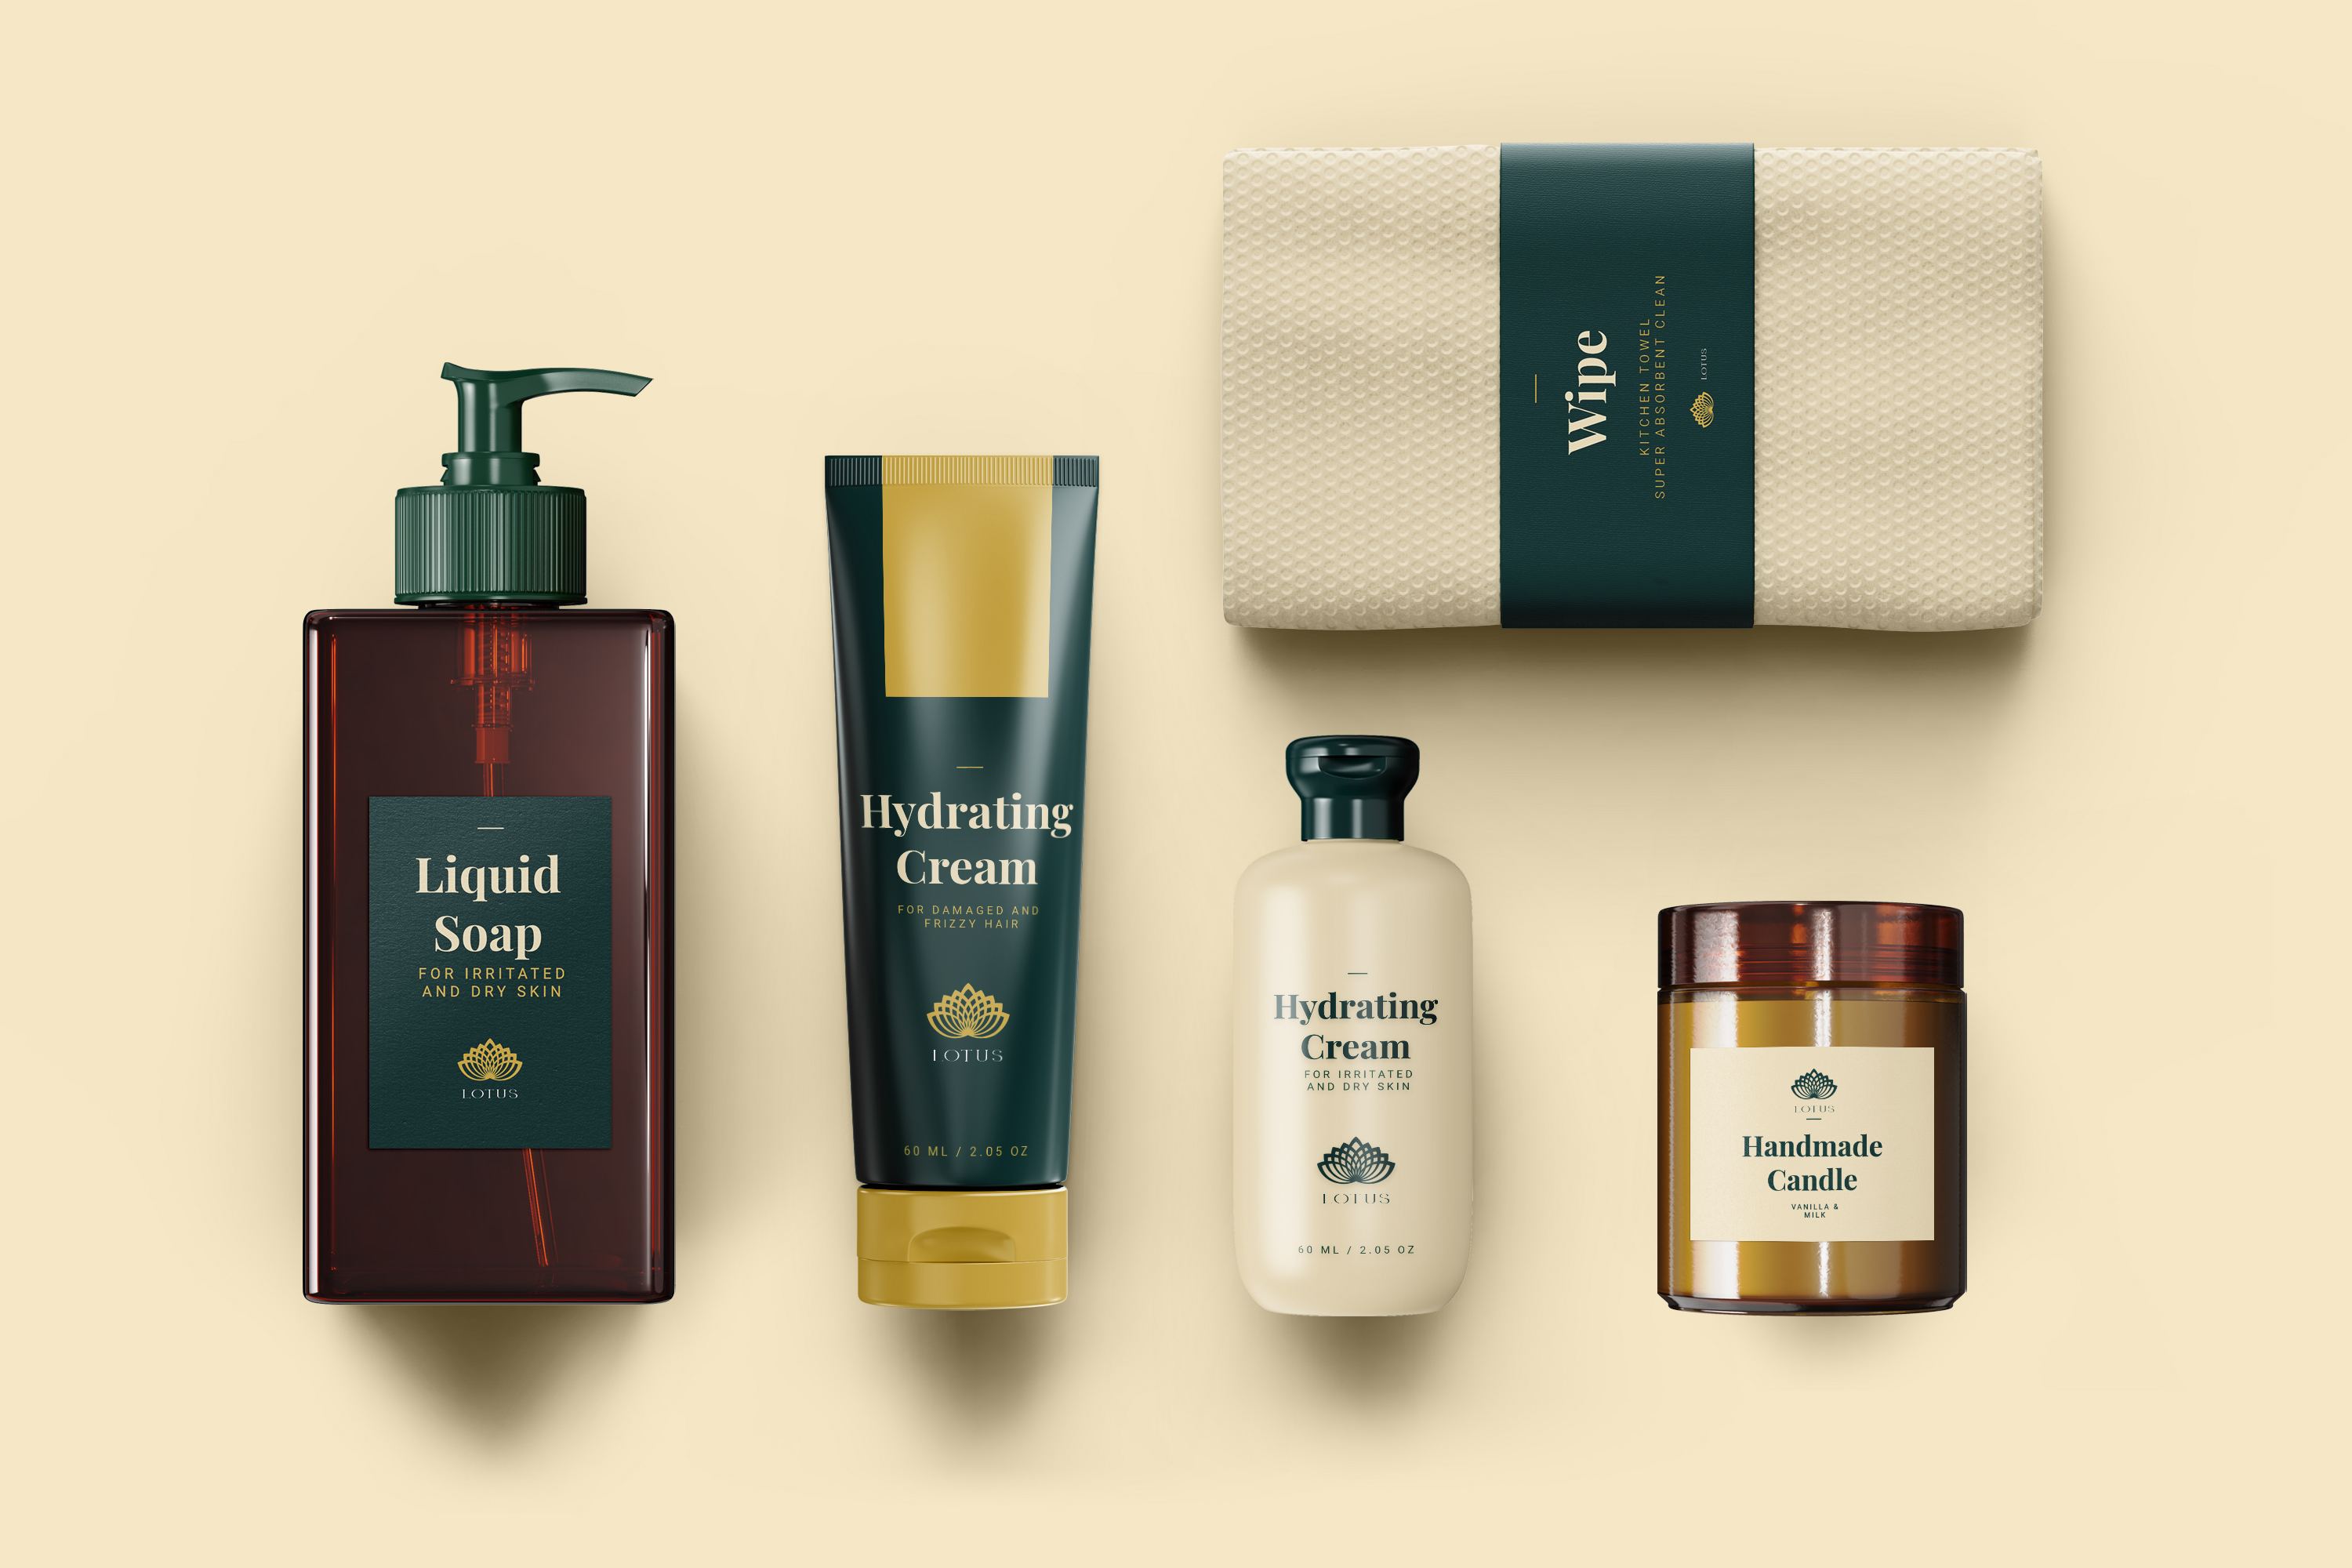 Liquid
Soap
FOR IRRITATED
AND DRY SKIN
LOTUS
Hydrating
Cream
FOR DAMAGED AND
FRIZZY HAIR
LOTUS
60 ML / 2.05 OZ
Wipe
KITCHEN TOWEL
SUPER ABSORBENT CLEAN
LOTUS
Hydrating
Cream
FOR IRRITATED
AND DRY SKIN
LOTUS
60 ML / 2.05 OZ
LOTUS
Handmade
Candle
VANILLA &
MILK